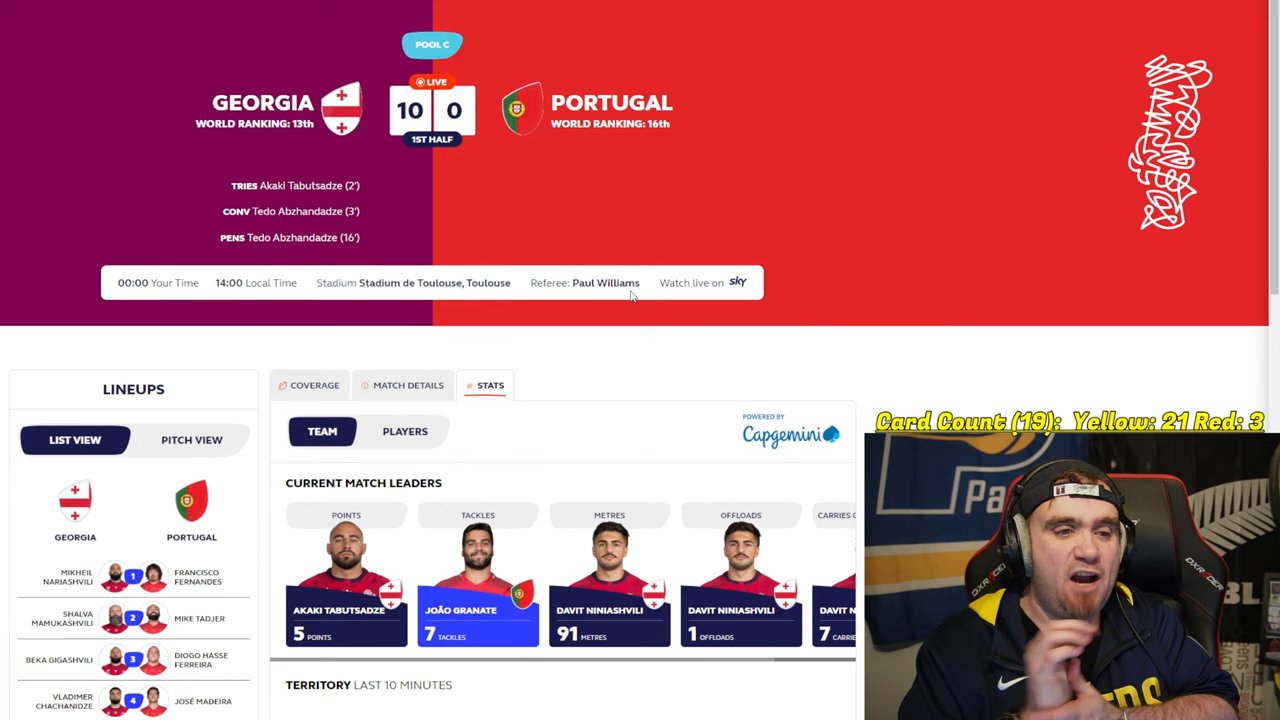 POOL C
LIVE
GEORGIA
WORLD RANKING: 13th
10 0
1ST HALF
PORTUGAL
WORLD RANKING: 16th
TRIES Akaki Tabutsadze (2')
CONV Tedo Abzhandadze (3')
PENS Tedo Abzhandadze (16')
00:00 Your Time 14:00 Local Time Stadium Stadium de Toulouse, Toulouse Referee: Paul Williams Watch live on sky
LINEUPS
LIST VIEW PITCH VIEW
GEORGIA PORTUGAL
MIKHEIL NARIASHVILI 1 FRANCISCO FERNANDES
SHALVA MAMUKASHVILI 2 MIKE TADJER
BEKA GIGASHVILI 3 DIOGO HASSE FERREIRA
VLADIMER CHACHANIDZE 4 JOSÉ MADEIRA
COVERAGE MATCH DETAILS STATS
TEAM PLAYERS
POWERED BY
Capgemini
CURRENT MATCH LEADERS
POINTS TACKLES METRES OFFLOADS CARRIES
AKAKI TABUTSADZE
5 POINTS
JOÃO GRANATE
7 TACKLES
DAVIT NINIASHVILI
91 METRES
DAVIT NINIASHVILI
1 OFFLOADS
DAVIT N
7 CARRIE
TERRITORY LAST 10 MINUTES
Card Count (19): Yellow: 21 Red: 3
Pa
DXRACER